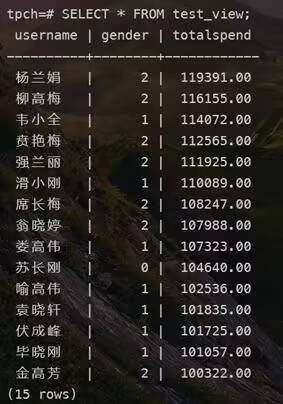 tpch=# SELECT * FROM test_view;
 username | gender | totalspend
----------+--------+------------
 杨兰娟   |      2 |  119391.00
 柳高梅   |      2 |  116155.00
 韦小全   |      1 |  114072.00
 贲艳梅   |      2 |  112565.00
 强兰丽   |      2 |  111925.00
 滑小刚   |      1 |  110089.00
 席长梅   |      2 |  108247.00
 翁晓婷   |      2 |  107988.00
 娄高伟   |      1 |  107323.00
 苏长刚   |      0 |  104640.00
 喻高伟   |      1 |  102536.00
 袁晓轩   |      1 |  101835.00
 伏成峰   |      1 |  101725.00
 毕晓刚   |      1 |  101057.00
 金高芳   |      2 |  100322.00
(15 rows)